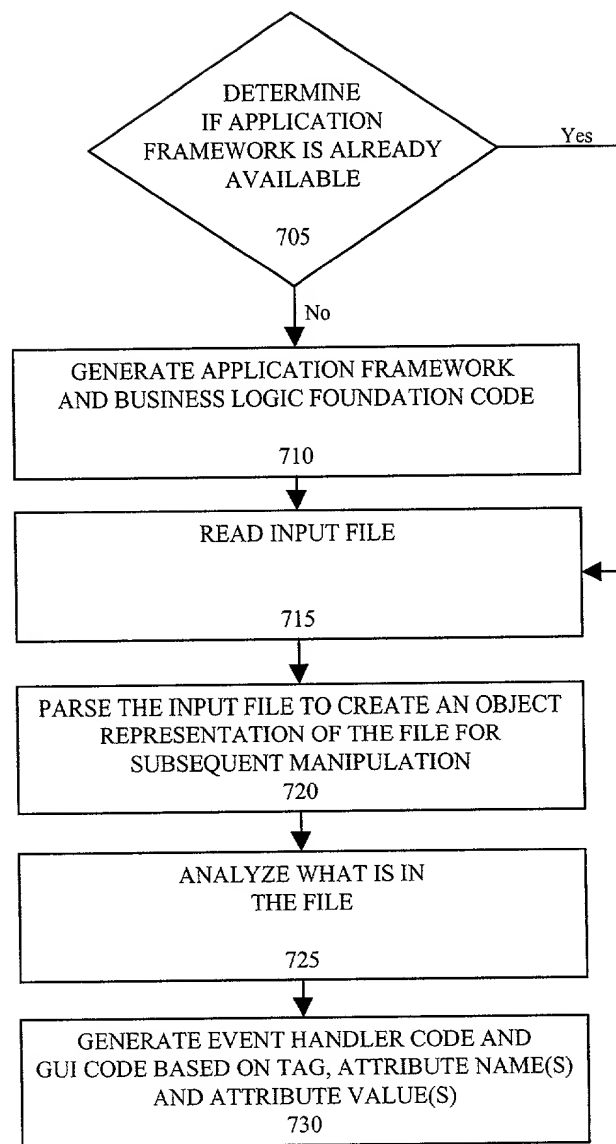 DETERMINE
IF APPLICATION
FRAMEWORK IS ALREADY
AVAILABLE
705
Yes
No
GENERATE APPLICATION FRAMEWORK
AND BUSINESS LOGIC FOUNDATION CODE
710
READ INPUT FILE
715
PARSE THE INPUT FILE TO CREATE AN OBJECT
REPRESENTATION OF THE FILE FOR
SUBSEQUENT MANIPULATION
720
ANALYZE WHAT IS IN
THE FILE
725
GENERATE EVENT HANDLER CODE AND
GUI CODE BASED ON TAG, ATTRIBUTE NAME(S)
AND ATTRIBUTE VALUE(S)
730